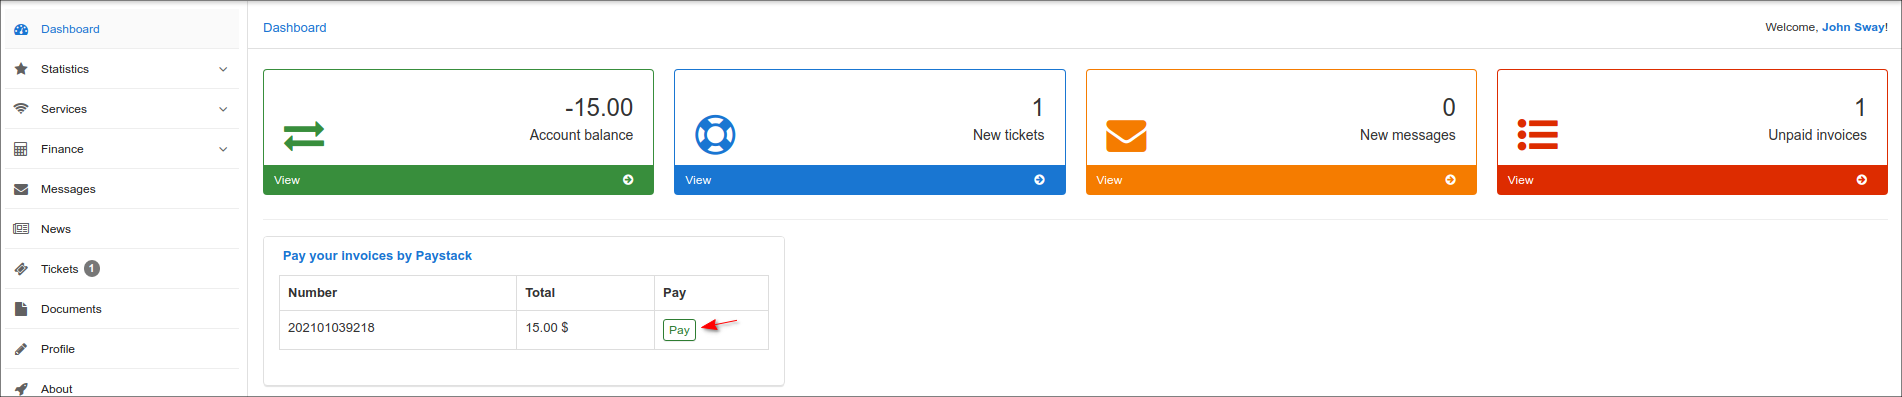 Dashboard
Statistics
Services
Finance
Messages
News
Tickets 1
Documents
Profile
About
Dashboard
Welcome, John Sway!
-15.00
Account balance
View
1
New tickets
View
0
New messages
View
1
Unpaid invoices
View
Pay your invoices by Paystack
Number Total Pay
202101039218 15.00 $ Pay